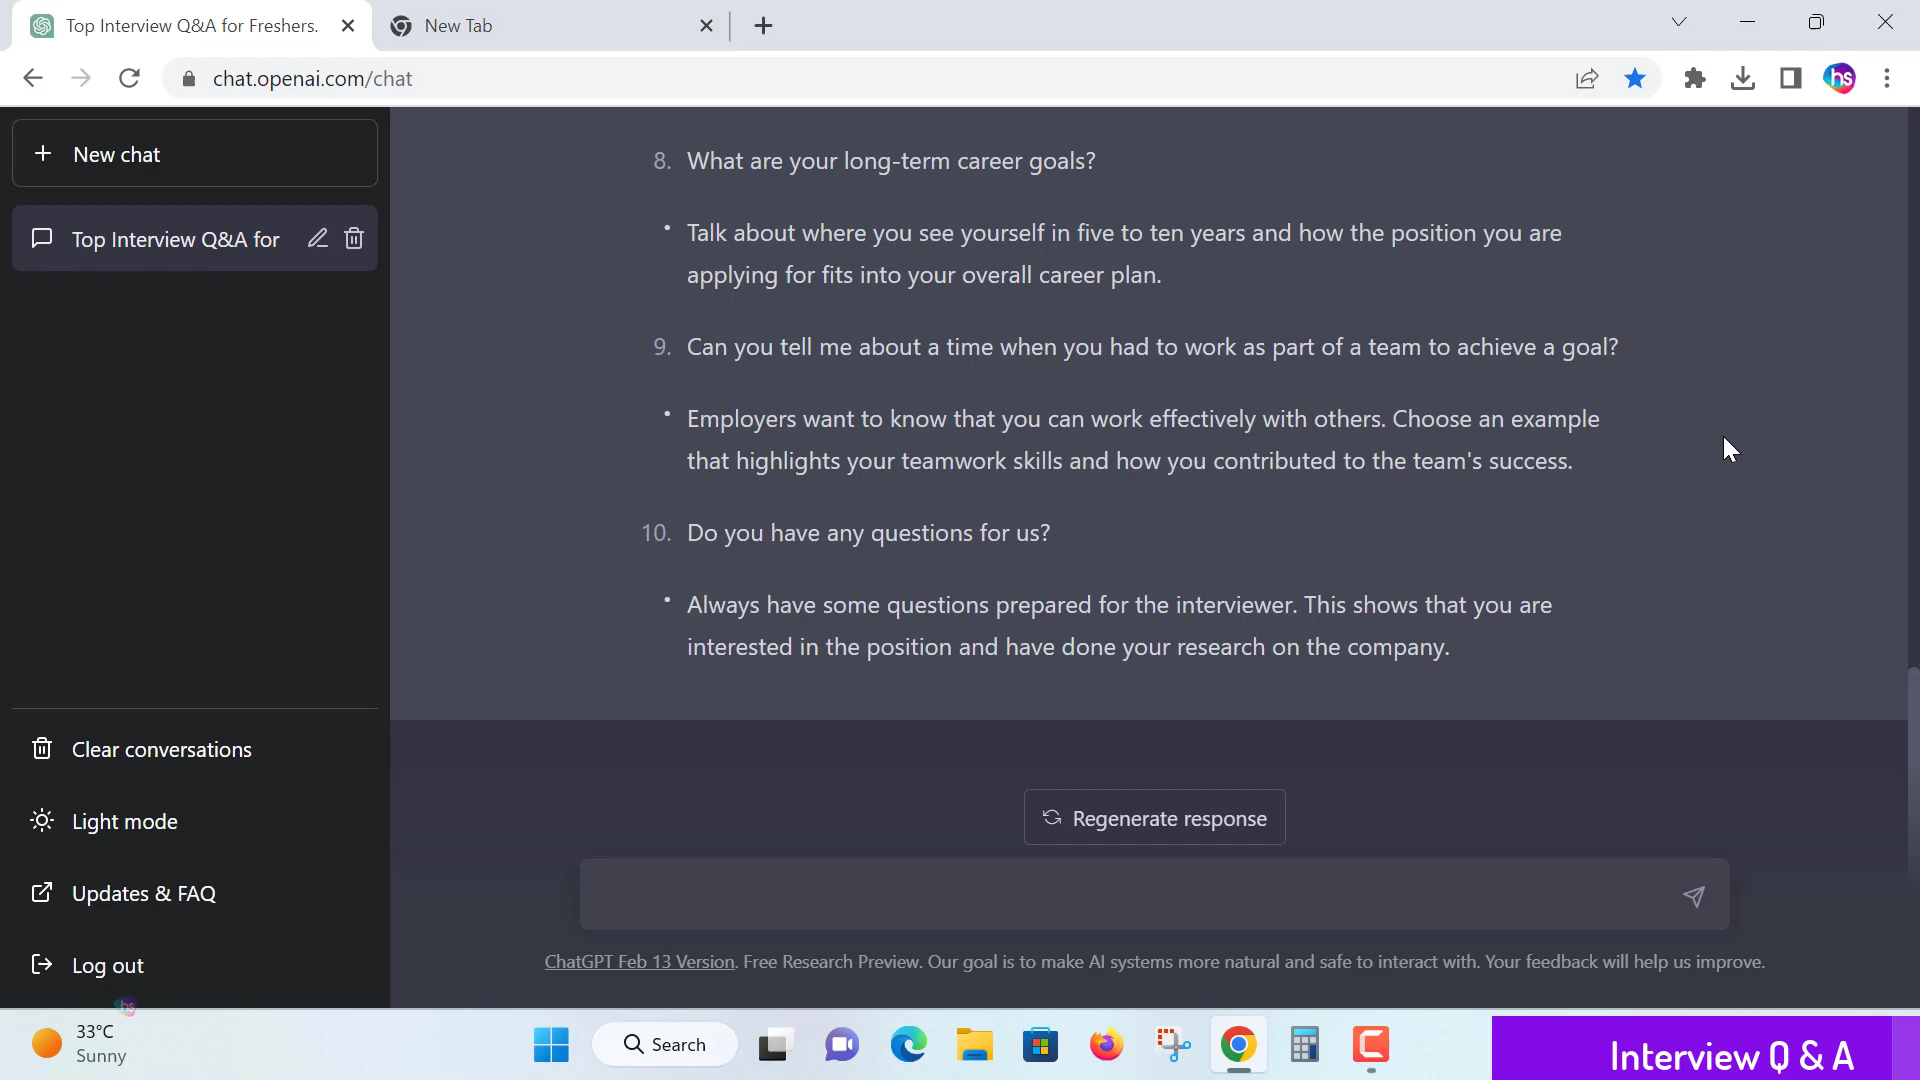 Top Interview Q&A for Freshers.
New Tab
chat.openai.com/chat
hs
New chat
Top Interview Q&A for
8. What are your long-term career goals?
• Talk about where you see yourself in five to ten years and how the position you are
applying for fits into your overall career plan.
9. Can you tell me about a time when you had to work as part of a team to achieve a goal?
• Employers want to know that you can work effectively with others. Choose an example
that highlights your teamwork skills and how you contributed to the team's success.
10. Do you have any questions for us?
• Always have some questions prepared for the interviewer. This shows that you are
interested in the position and have done your research on the company.
Clear conversations
Light mode
Updates & FAQ
Log out
Regenerate response
ChatGPT Feb 13 Version. Free Research Preview. Our goal is to make AI systems more natural and safe to interact with. Your feedback will help us improve.
hs
33°C
Sunny
Search
Interview Q & A